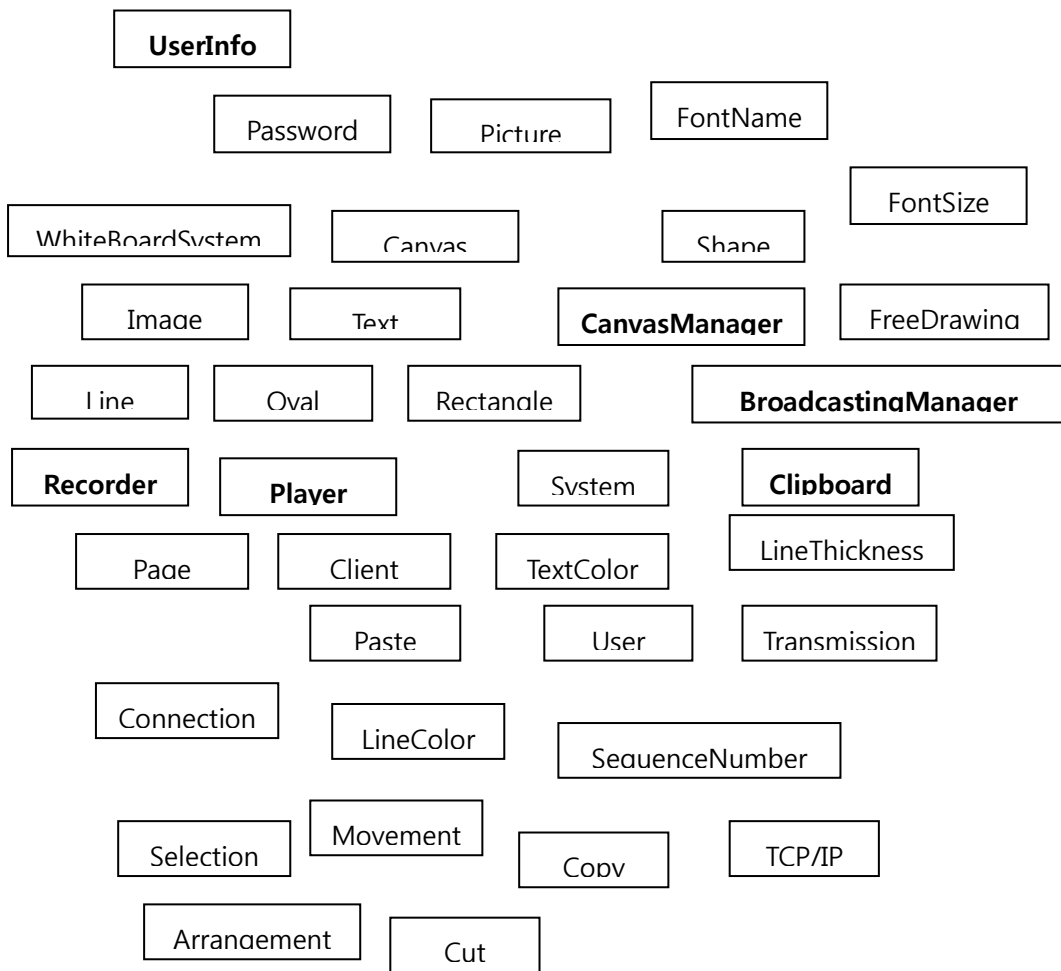 UserInfo
Password
Picture
FontName
FontSize
WhiteBoardSystem
Canvas
Shape
Image
Text
CanvasManager
FreeDrawing
Line
Oval
Rectangle
BroadcastingManager
Recorder
Player
System
Clipboard
Page
Client
TextColor
LineThickness
Paste
User
Transmission
Connection
LineColor
SequenceNumber
Selection
Movement
Copy
TCP/IP
Arrangement
Cut